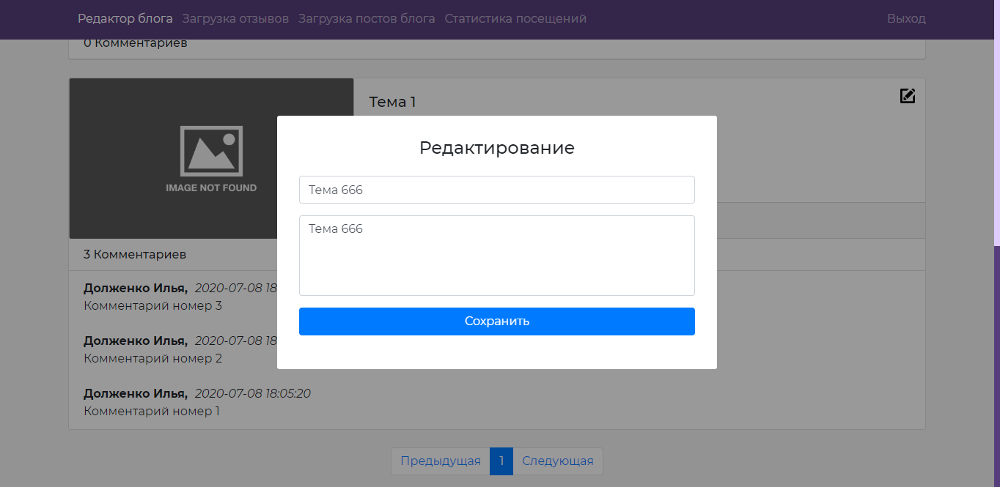 Редактор блога Загрузка отзывов Загрузка постов блога Статистика посещений Выход
0 Комментариев
Тема 1
IMAGE NOT FOUND
Редактирование
Тема 666
Тема 666
Сохранить
3 Комментариев
Долженко Илья, 2020-07-08 18
Комментарий номер 3
Долженко Илья, 2020-07-08 18
Комментарий номер 2
Долженко Илья, 2020-07-08 18:05:20
Комментарий номер 1
Предыдущая 1 Следующая